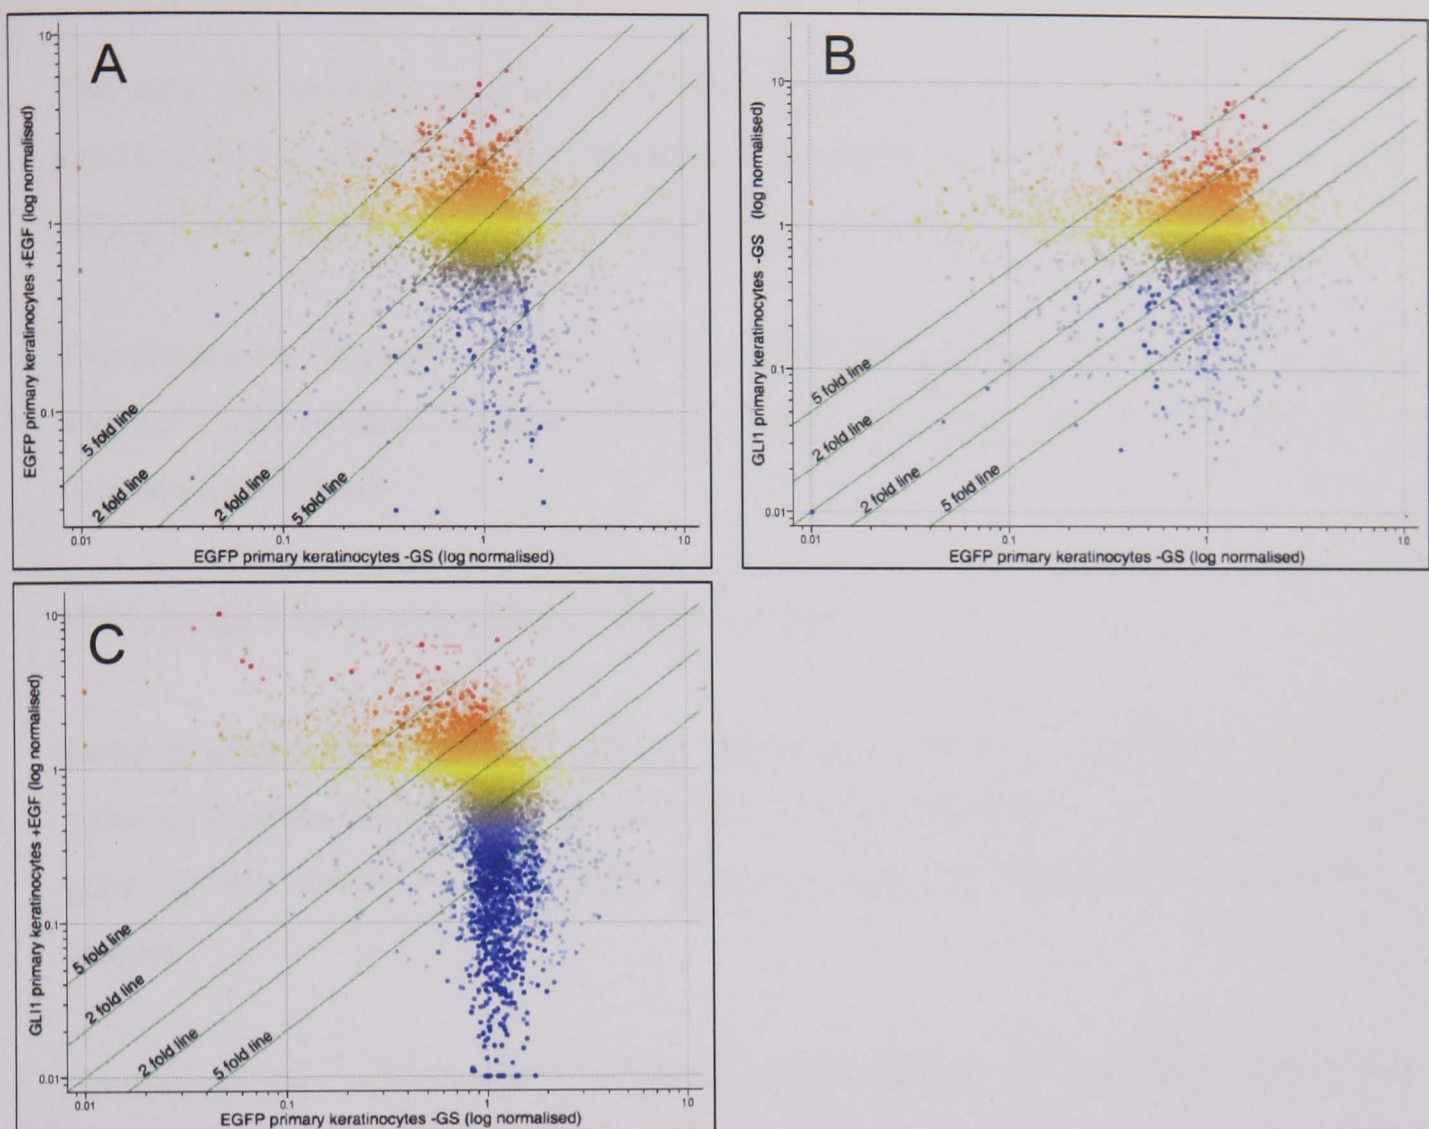 A
10
1
0.1
EGFP primary keratinocytes +EGF (log normalised)
5 fold line
2 fold line
2 fold line
5 fold line
0.01
0.1
1
10
EGFP primary keratinocytes -GS (log normalised)
B
10
1
0.1
0.01
GLI1 primary keratinocytes -GS (log normalised)
5 fold line
2 fold line
2 fold line
5 fold line
0.01
0.1
1
10
EGFP primary keratinocytes -GS (log normalised)
C
10
1
0.1
0.01
GLI1 primary keratinocytes +EGF (log normalised)
5 fold line
2 fold line
2 fold line
5 fold line
0.01
0.1
1
10
EGFP primary keratinocytes -GS (log normalised)